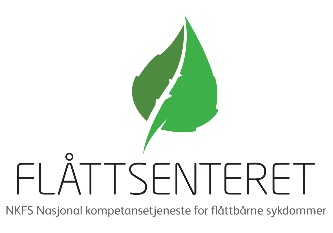 FLÅTTSENTERET
NKFS Nasjonal kompetansetjeneste for flåttbårne sykdommer